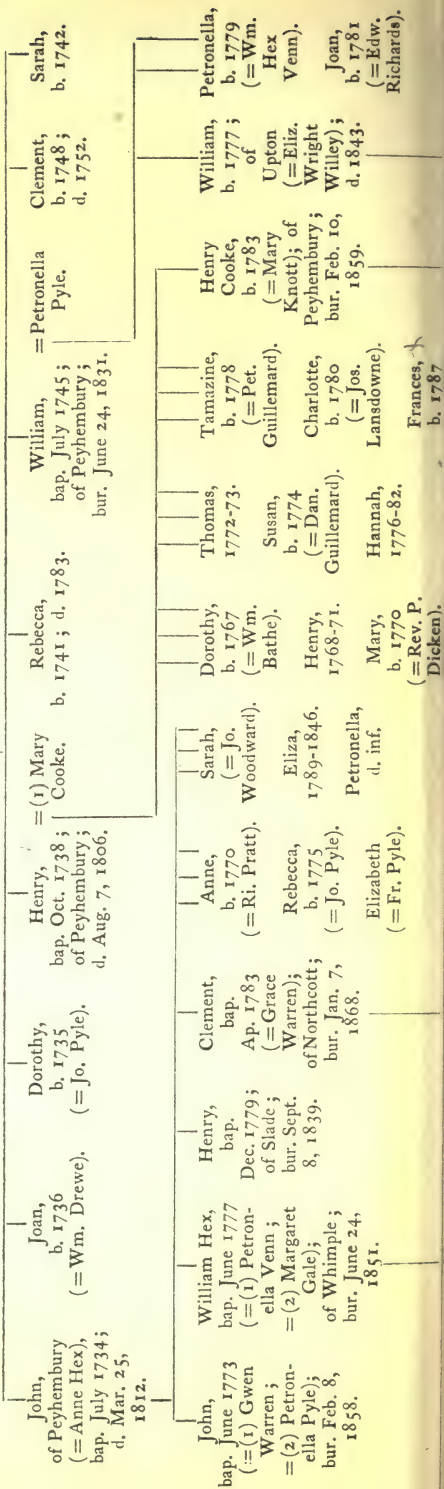 John,
of Peyhembury
(= Anne Hex),
bap. July 1734;
d. Mar. 25,
1812.
Joan,
b. 1736
(= Wm. Drewe).
Dorothy,
b. 1735
(= Jo. Pyle).
Henry,
bap. Oct. 1738;
of Peyhembury;
d. Aug. 7, 1806.
= (1) Mary
Cooke.
Rebecca,
b. 1741; d. 1783.
William,
bap. July 1745;
of Peyhembury;
bur. June 24, 1831.
= Petronella
Pyle.
Clement,
b. 1748;
d. 1752.
Sarah,
b. 1742.
John,
bap. June 1773
(:=(1) Gwen
Warren;
=(2) Petron-
ella Pyle);
bur. Feb. 8,
1858.
William Hex,
bap. June 1777
(=(1) Petron-
ella Venn;
=(2) Margaret
Gale);
of Whimple;
bur. June 24,
1851.
Henry,
bap.
Dec. 1779;
of Slade;
bur. Sept.
8, 1839.
Clement,
bap.
Ap. 1783
(= Grace
Warren);
of Northcott;
bur. Jan. 7,
1868.
Anne,
b. 1770
(= Ri. Pratt).
Rebecca,
b. 1775
(= Jo. Pyle).
Elizabeth
(= Fr. Pyle).
Sarah,
(= Jo.
Woodward).
Eliza,
1789-1846.
Petronella,
d. inf.
Dorothy,
b. 1767
(= Wm.
Bathe).
Henry,
1768-71.
Mary,
b. 1770
(= Rev. P.
Dicken).
Thomas,
1772-73.
Susan,
b. 1774
(= Dan.
Guillemard).
Hannah,
1776-82.
Tamazine,
b. 1778
(= Pet.
Guillemard).
Charlotte,
b. 1780
(= Jos.
Lansdowne).
Frances,
b. 1787
Henry
Cooke,
b. 1783
(= Mary
Knott); of
Peyhembury;
bur. Feb. 10,
1859.
William,
b. 1777;
of
Upton
(= Eliz.
Wright
Willey);
d. 1843.
Petronella,
b. 1779
(= Wm.
Hex
Venn).
Joan,
b. 1781
(= Edw.
Richards).